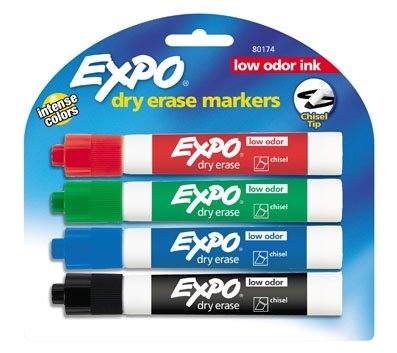 80174
EXPO®
low odor ink
dry erase markers
intense
colors
Chisel
Tip
EXPO®
dry erase
low odor
chisel
EXPO®
dry erase
low odor
chisel
EXPO®
dry erase
low odor
chisel
EXPO®
dry erase
low odor
chisel